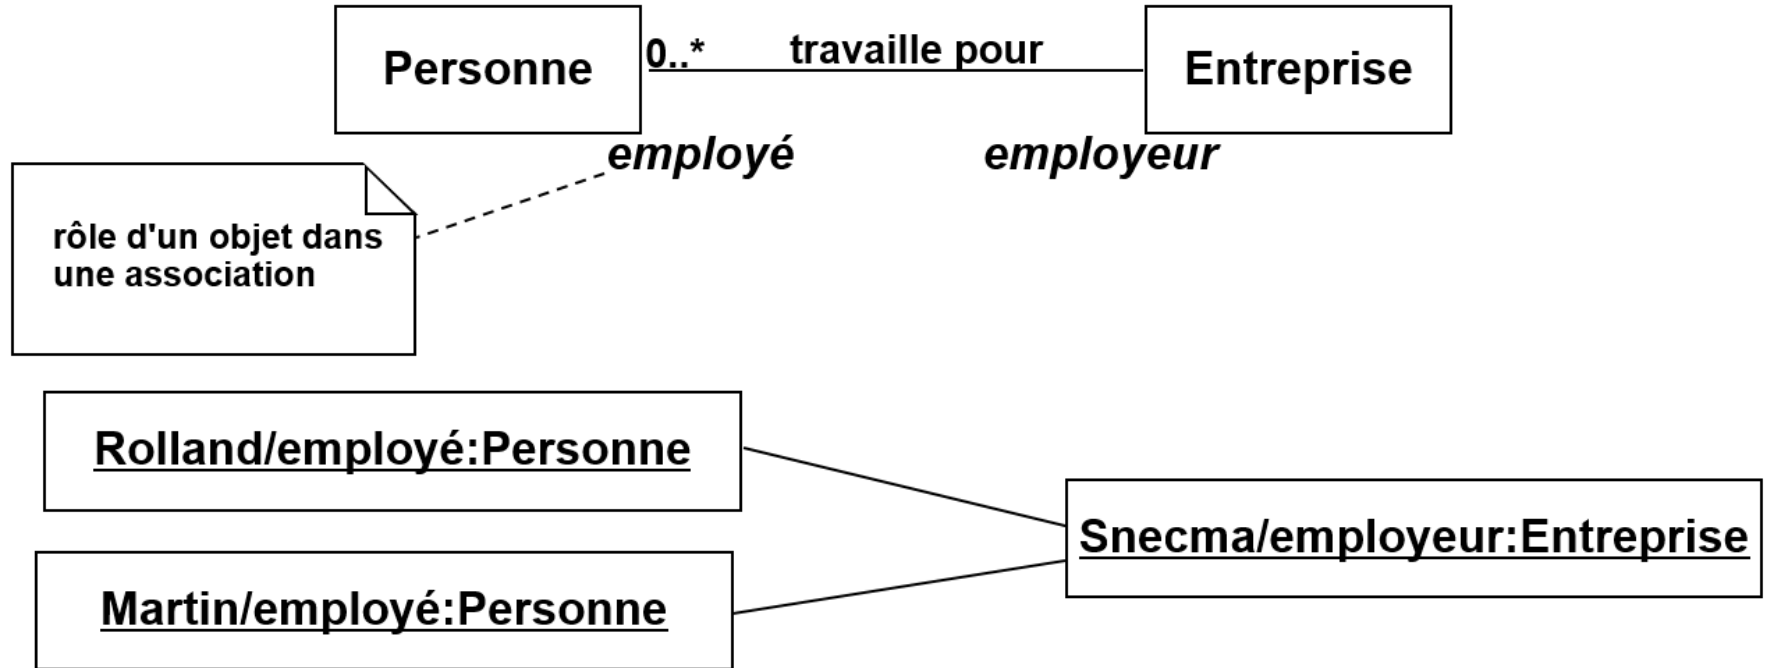 Personne
0..*
travaille pour
Entreprise
employé
employeur
rôle d'un objet dans
une association
Rolland/employé:Personne
Snecma/employeur:Entreprise
Martin/employé:Personne